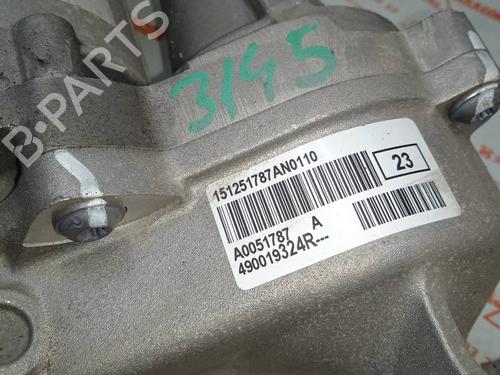 3145
B-PARTS
151251787AN0110
23
A0051787 A
490019324R---